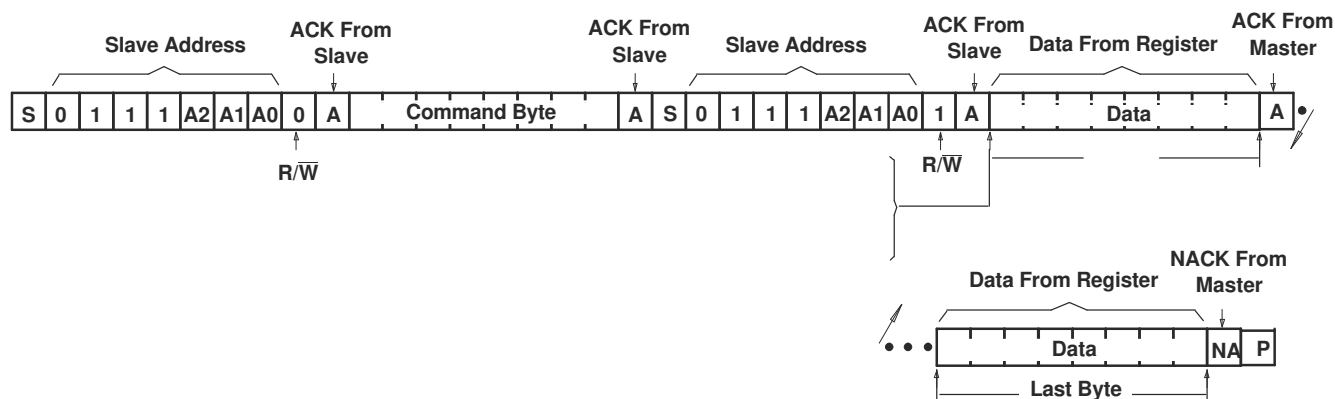 ACK From
Slave
ACK From
Slave
ACK From
Slave
ACK From
Master
Slave Address
Slave Address
Data From Register
S 0 1 1 1 A2 A1 A0 0 A Command Byte A S 0 1 1 1 A2 A1 A0 1 A Data A
R/W̅
R/W̅
NACK From
Master
Data From Register
Data NA P
Last Byte